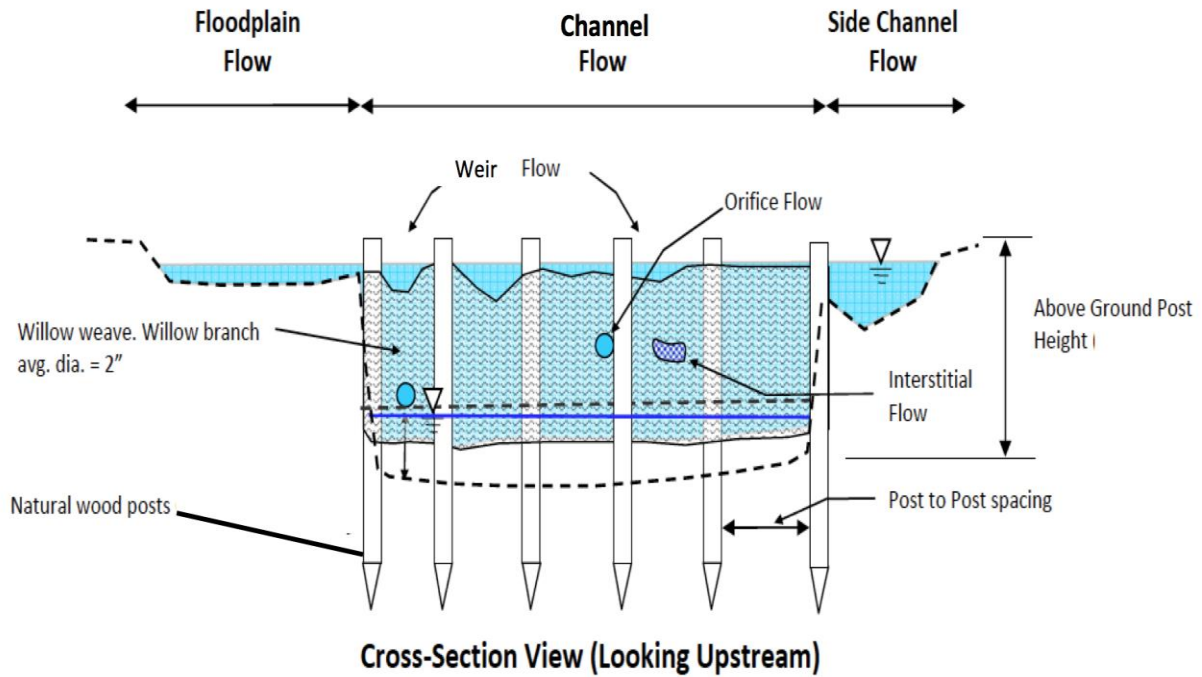 Floodplain
Flow
Channel
Flow
Side Channel
Flow
Weir Flow
Orifice Flow
Willow weave. Willow branch
avg. dia. = 2”
Above Ground Post
Height (
Interstitial
Flow
Natural wood posts
Post to Post spacing
Cross-Section View (Looking Upstream)